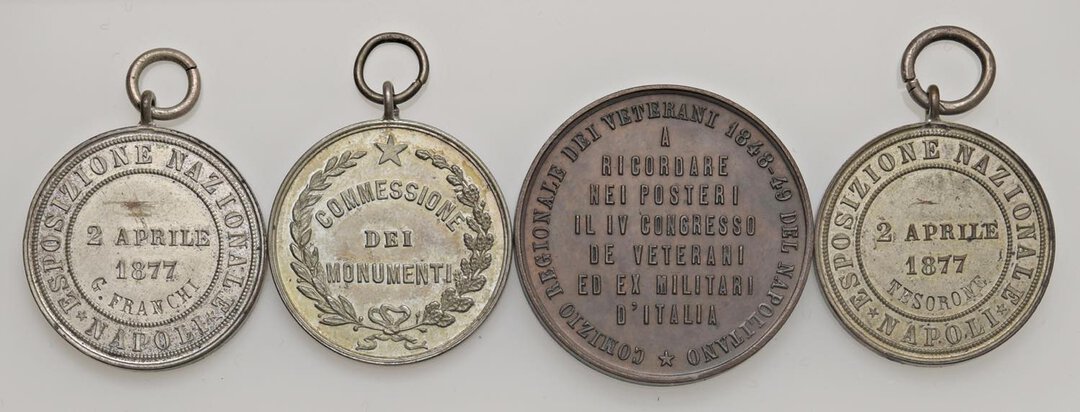 ESPOSIZIONE NAZIONALE
★ NAPOLI ★
2 APRILE
1877
G. FRANCHI
COMMESSIONE
DEI
MONUMENTI
COMIZIO REGIONALE DEI VETERANI 1848-49 DEL NAPOLITANO ★
A
RICORDARE
NEI POSTERI
IL IV CONGRESSO
DE VETERANI
ED EX MILITARI
D'ITALIA
ESPOSIZIONE NAZIONALE
★ NAPOLI ★
2 APRILE
1877
TESORONE